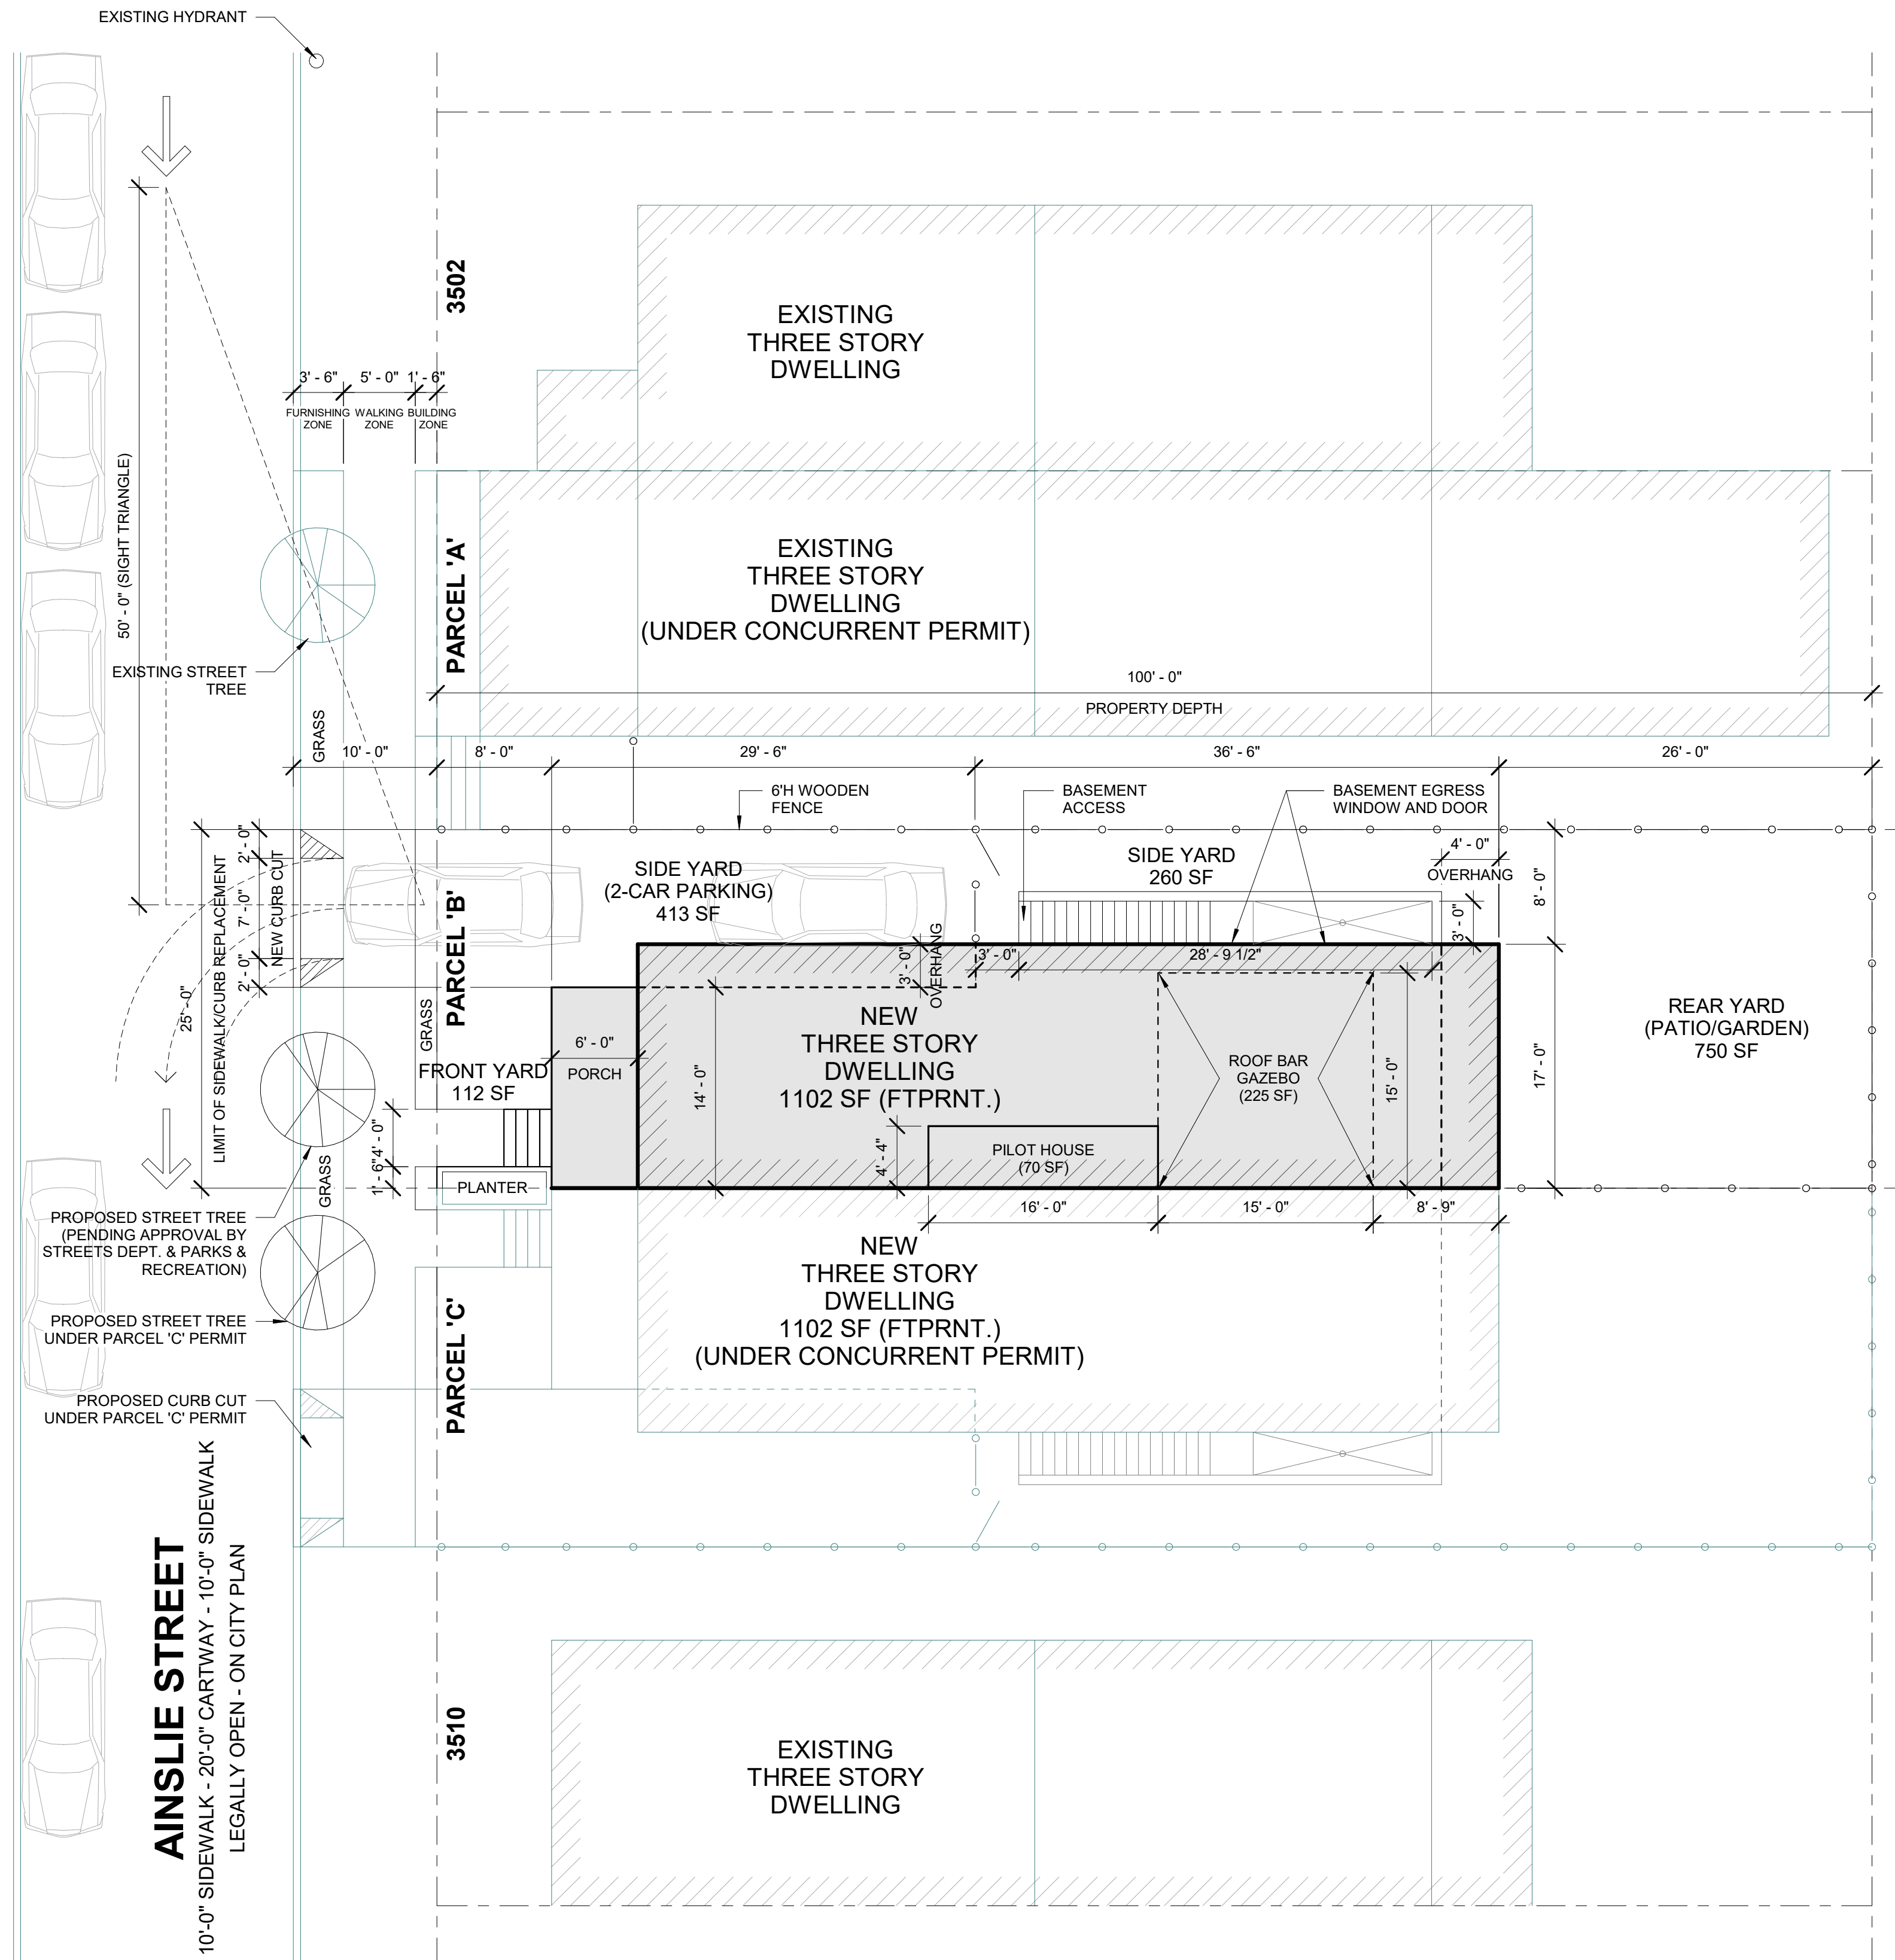 EXISTING HYDRANT
3502
EXISTING
THREE STORY
DWELLING
3' - 6"
5' - 0"
1' - 6"
FURNISHING
ZONE
WALKING
ZONE
BUILDING
ZONE
50' - 0" (SIGHT TRIANGLE)
PARCEL 'A'
EXISTING
THREE STORY
DWELLING
(UNDER CONCURRENT PERMIT)
EXISTING STREET
TREE
100' - 0"
PROPERTY DEPTH
GRASS
10' - 0"
8' - 0"
29' - 6"
36' - 6"
26' - 0"
6'H WOODEN
FENCE
BASEMENT
ACCESS
BASEMENT EGRESS
WINDOW AND DOOR
2' - 0"
7' - 0"
2' - 0"
NEW CURB CUT
25' - 0"
LIMIT OF SIDEWALK/CURB REPLACEMENT
SIDE YARD
(2-CAR PARKING)
413 SF
SIDE YARD
260 SF
4' - 0"
OVERHANG
8' - 0"
3' - 0"
PARCEL 'B'
3' - 0"
OVERHANG
3' - 0"
28' - 9 1/2"
GRASS
FRONT YARD
112 SF
6' - 0"
PORCH
14' - 0"
NEW
THREE STORY
DWELLING
1102 SF (FTPRNT.)
ROOF BAR
GAZEBO
(225 SF)
15' - 0"
17' - 0"
REAR YARD
(PATIO/GARDEN)
750 SF
4' - 0"
1' - 6"
4' - 4"
PILOT HOUSE
(70 SF)
PLANTER
GRASS
16' - 0"
15' - 0"
8' - 9"
PROPOSED STREET TREE
(PENDING APPROVAL BY
STREETS DEPT. & PARKS &
RECREATION)
PROPOSED STREET TREE
UNDER PARCEL 'C' PERMIT
PROPOSED CURB CUT
UNDER PARCEL 'C' PERMIT
PARCEL 'C'
NEW
THREE STORY
DWELLING
1102 SF (FTPRNT.)
(UNDER CONCURRENT PERMIT)
AINSLIE STREET
10'-0" SIDEWALK - 20'-0" CARTWAY - 10'-0" SIDEWALK
LEGALLY OPEN - ON CITY PLAN
3510
EXISTING
THREE STORY
DWELLING